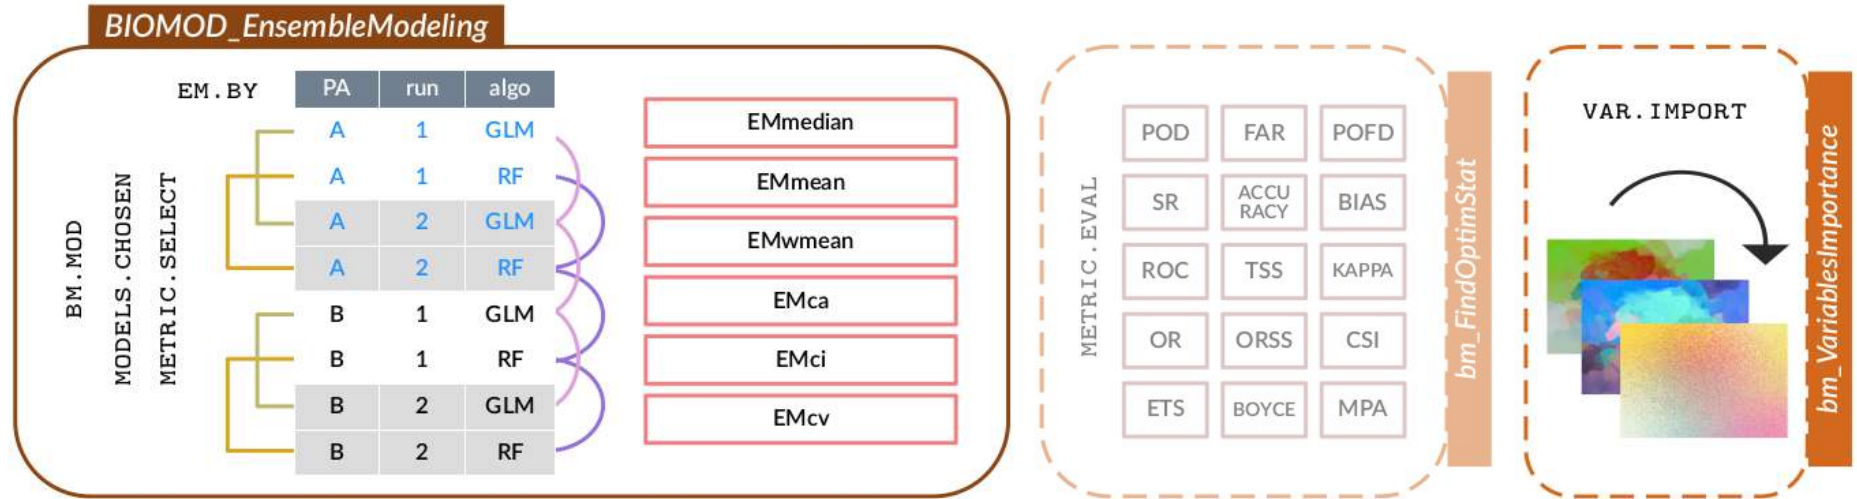 BIOMOD_EnsembleModeling
EM.BY
PA run algo
A 1 GLM
A 1 RF
A 2 GLM
A 2 RF
B 1 GLM
B 1 RF
B 2 GLM
B 2 RF
BM.MOD
MODELS.CHOSEN
METRIC.SELECT
EMmedian
EMmean
EMwmean
EMca
EMci
EMcv
METRIC.EVAL
POD FAR POFD
SR ACCU
RACY BIAS
ROC TSS KAPPA
OR ORSS CSI
ETS BOYCE MPA
bm_FindOptimStat
VAR.IMPORT
bm_VariablesImportance